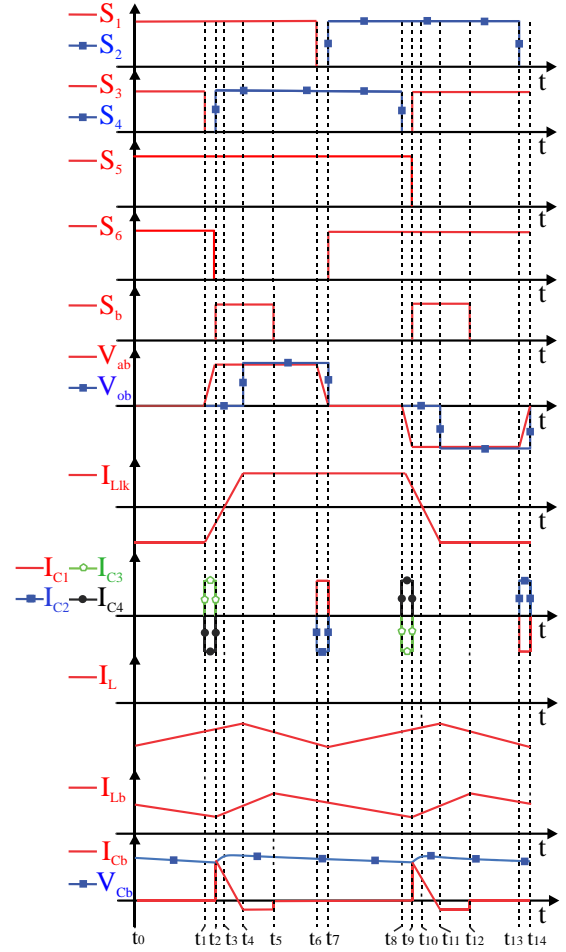 S1
S2
t
S3
S4
t
S5
t
S6
t
Sb
t
Vab
Vob
t
ILlk
t
IC1 IC3
IC2 IC4
t
IL
t
ILb
t
ICb
VCb
t
t0 t1 t2 t3 t4 t5 t6 t7 t8 t9 t10 t11 t12 t13 t14